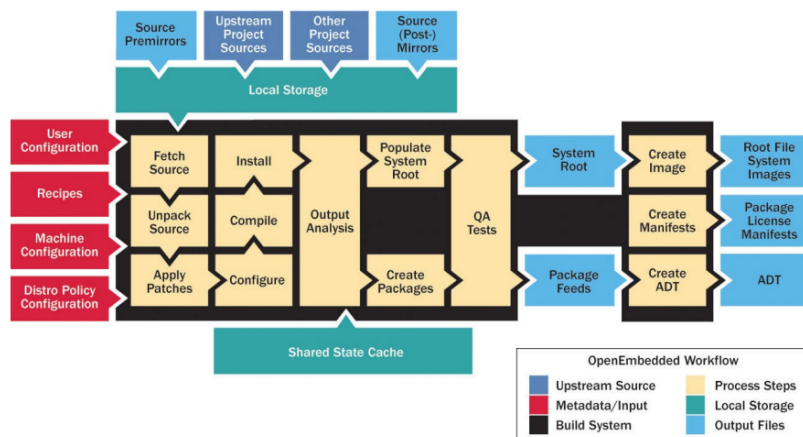 Source
Premirrors
Upstream
Project
Sources
Other
Project
Sources
Source
(Post-)
Mirrors
Local Storage
User
Configuration
Recipes
Machine
Configuration
Distro Policy
Configuration
Fetch
Source
Unpack
Source
Apply
Patches
Install
Compile
Configure
Output
Analysis
Populate
System
Root
Create
Packages
QA
Tests
System
Root
Package
Feeds
Create
Image
Create
Manifests
Create
ADT
Root File
System
Images
Package
License
Manifests
ADT
Shared State Cache
OpenEmbedded Workflow
Upstream Source
Metadata/Input
Build System
Process Steps
Local Storage
Output Files